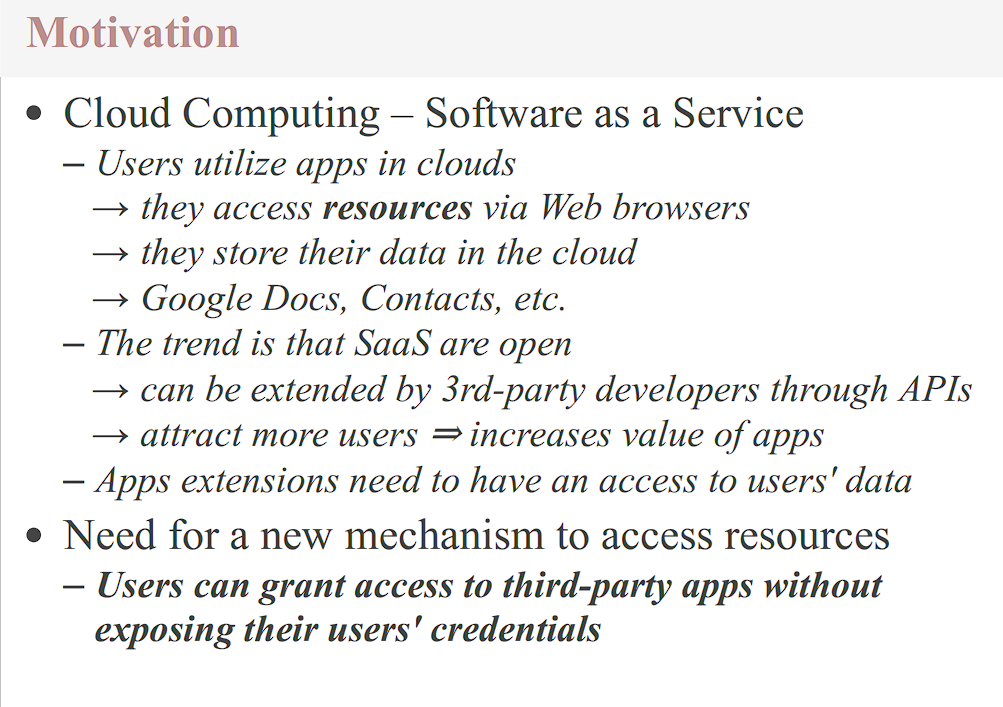 Motivation
• Cloud Computing – Software as a Service
– Users utilize apps in clouds
→ they access resources via Web browsers
→ they store their data in the cloud
→ Google Docs, Contacts, etc.
– The trend is that SaaS are open
→ can be extended by 3rd-party developers through APIs
→ attract more users ⇒ increases value of apps
– Apps extensions need to have an access to users' data
• Need for a new mechanism to access resources
– Users can grant access to third-party apps without
exposing their users' credentials